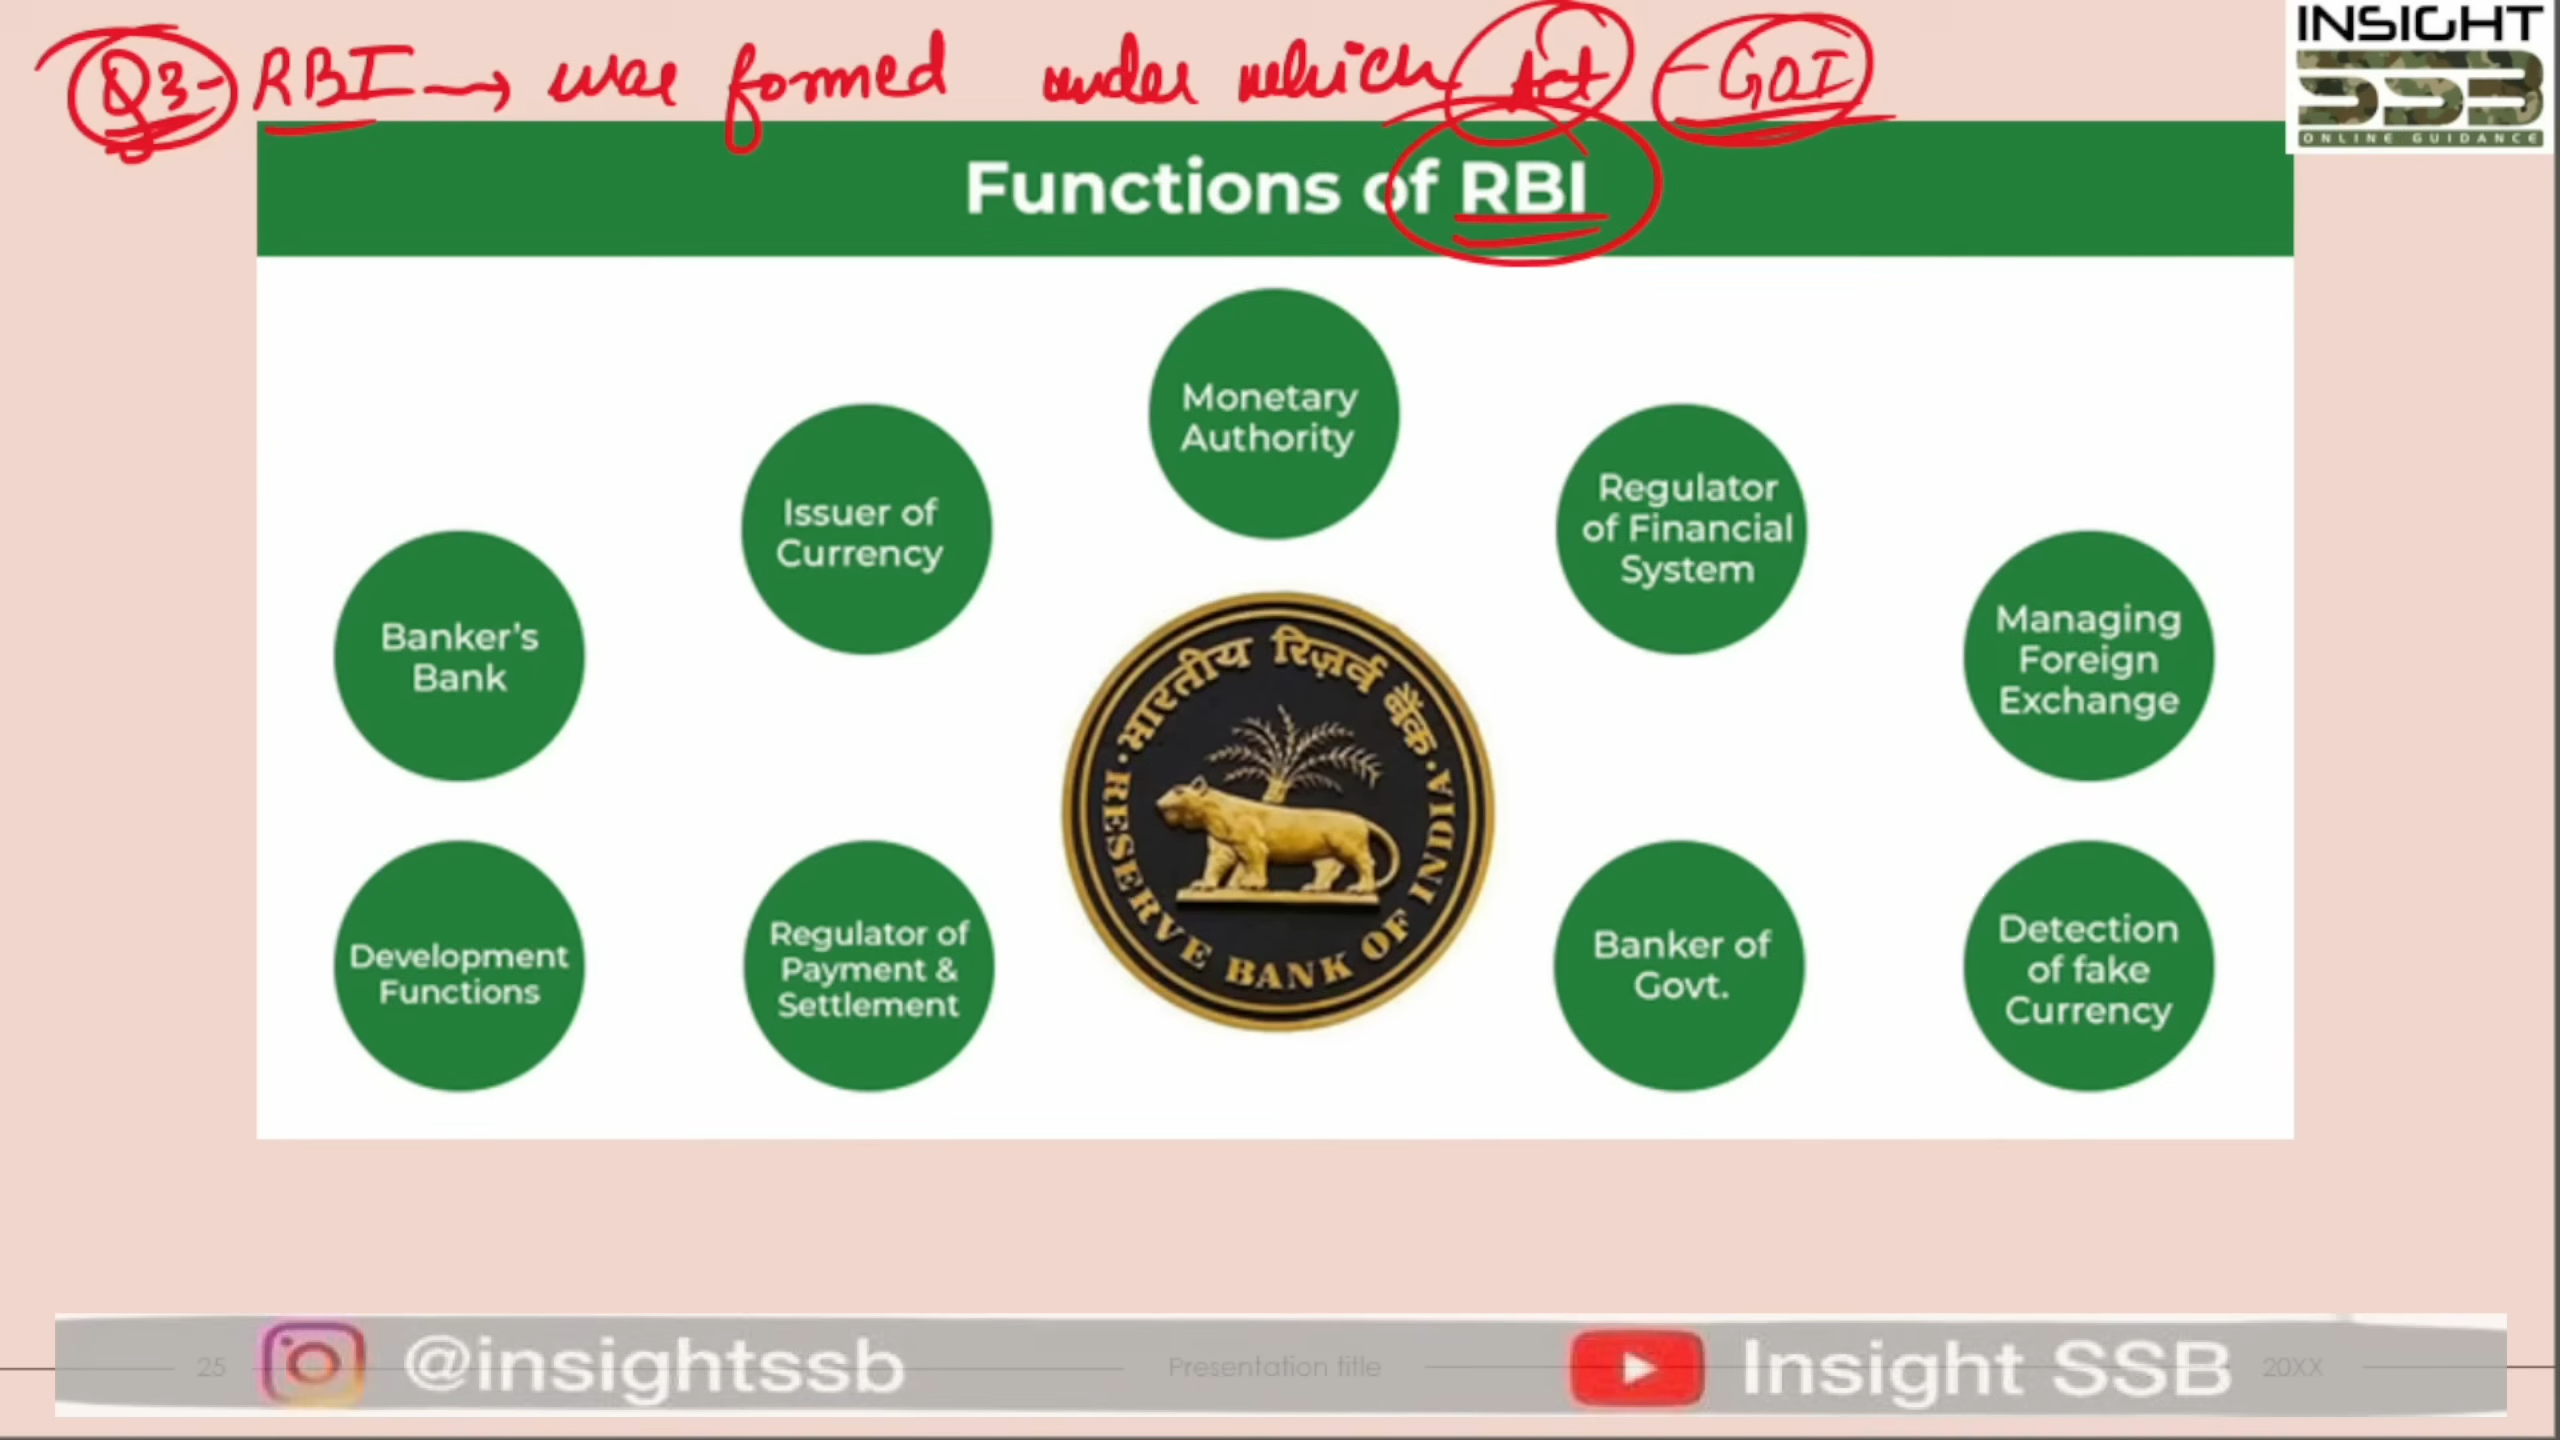 Q3- RBI → was formed under which Act - GOI
INSIGHT
SSB
ONLINE GUIDANCE
Functions of RBI
Monetary
Authority
Issuer of
Currency
Regulator
of Financial
System
Banker's
Bank
Managing
Foreign
Exchange
भारतीय रिज़र्व बैंक
RESERVE BANK OF INDIA
Development
Functions
Regulator of
Payment &
Settlement
Banker of
Govt.
Detection
of fake
Currency
25
@insightssb
Presentation title
Insight SSB
20XX